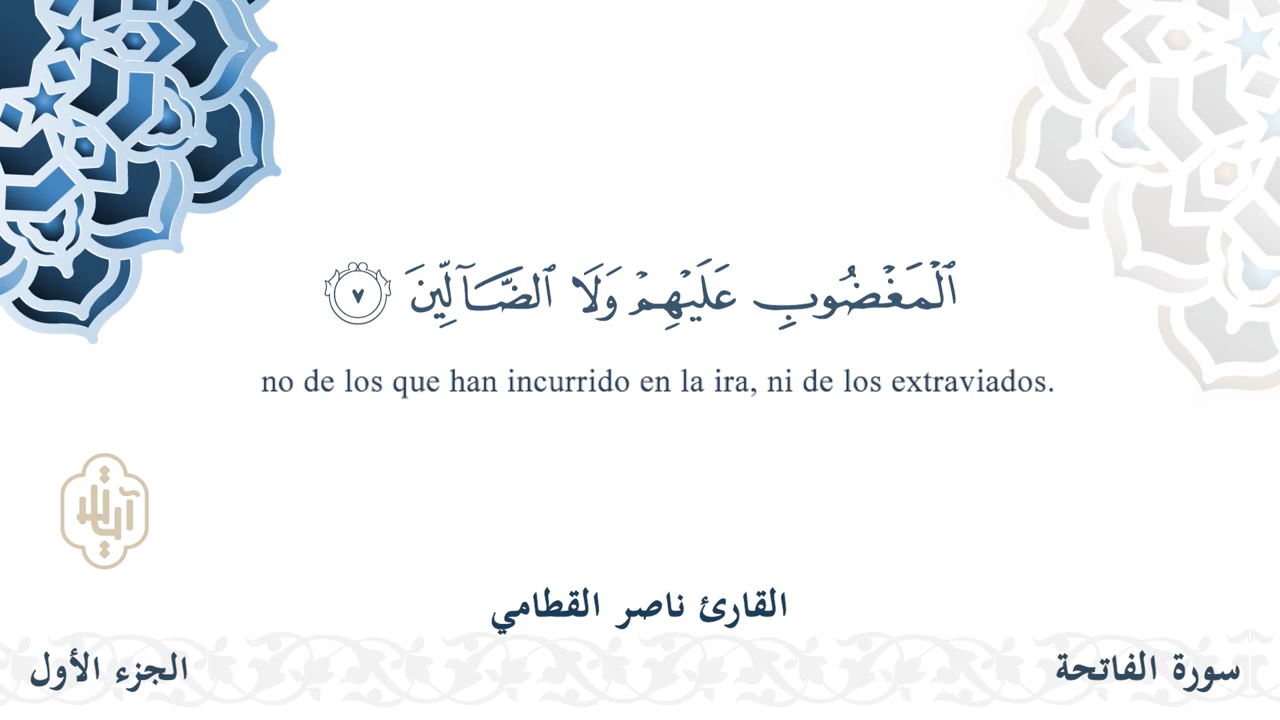 ٱلۡمَغۡضُوبِ عَلَيۡهِمۡ وَلَا ٱلضَّآلِّينَ ٧
no de los que han incurrido en la ira, ni de los extraviados.
آيات
القارئ ناصر القطامي
سورة الفاتحة
الجزء الأول